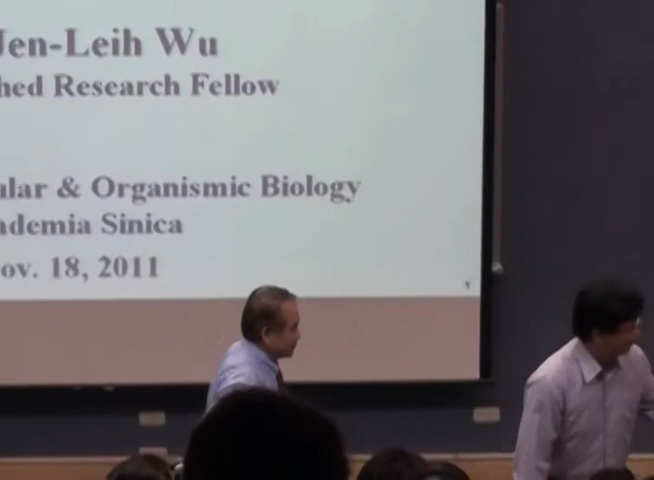 Jen-Leih Wu
hed Research Fellow
ular & Organismic Biology
ademia Sinica
ov. 18, 2011